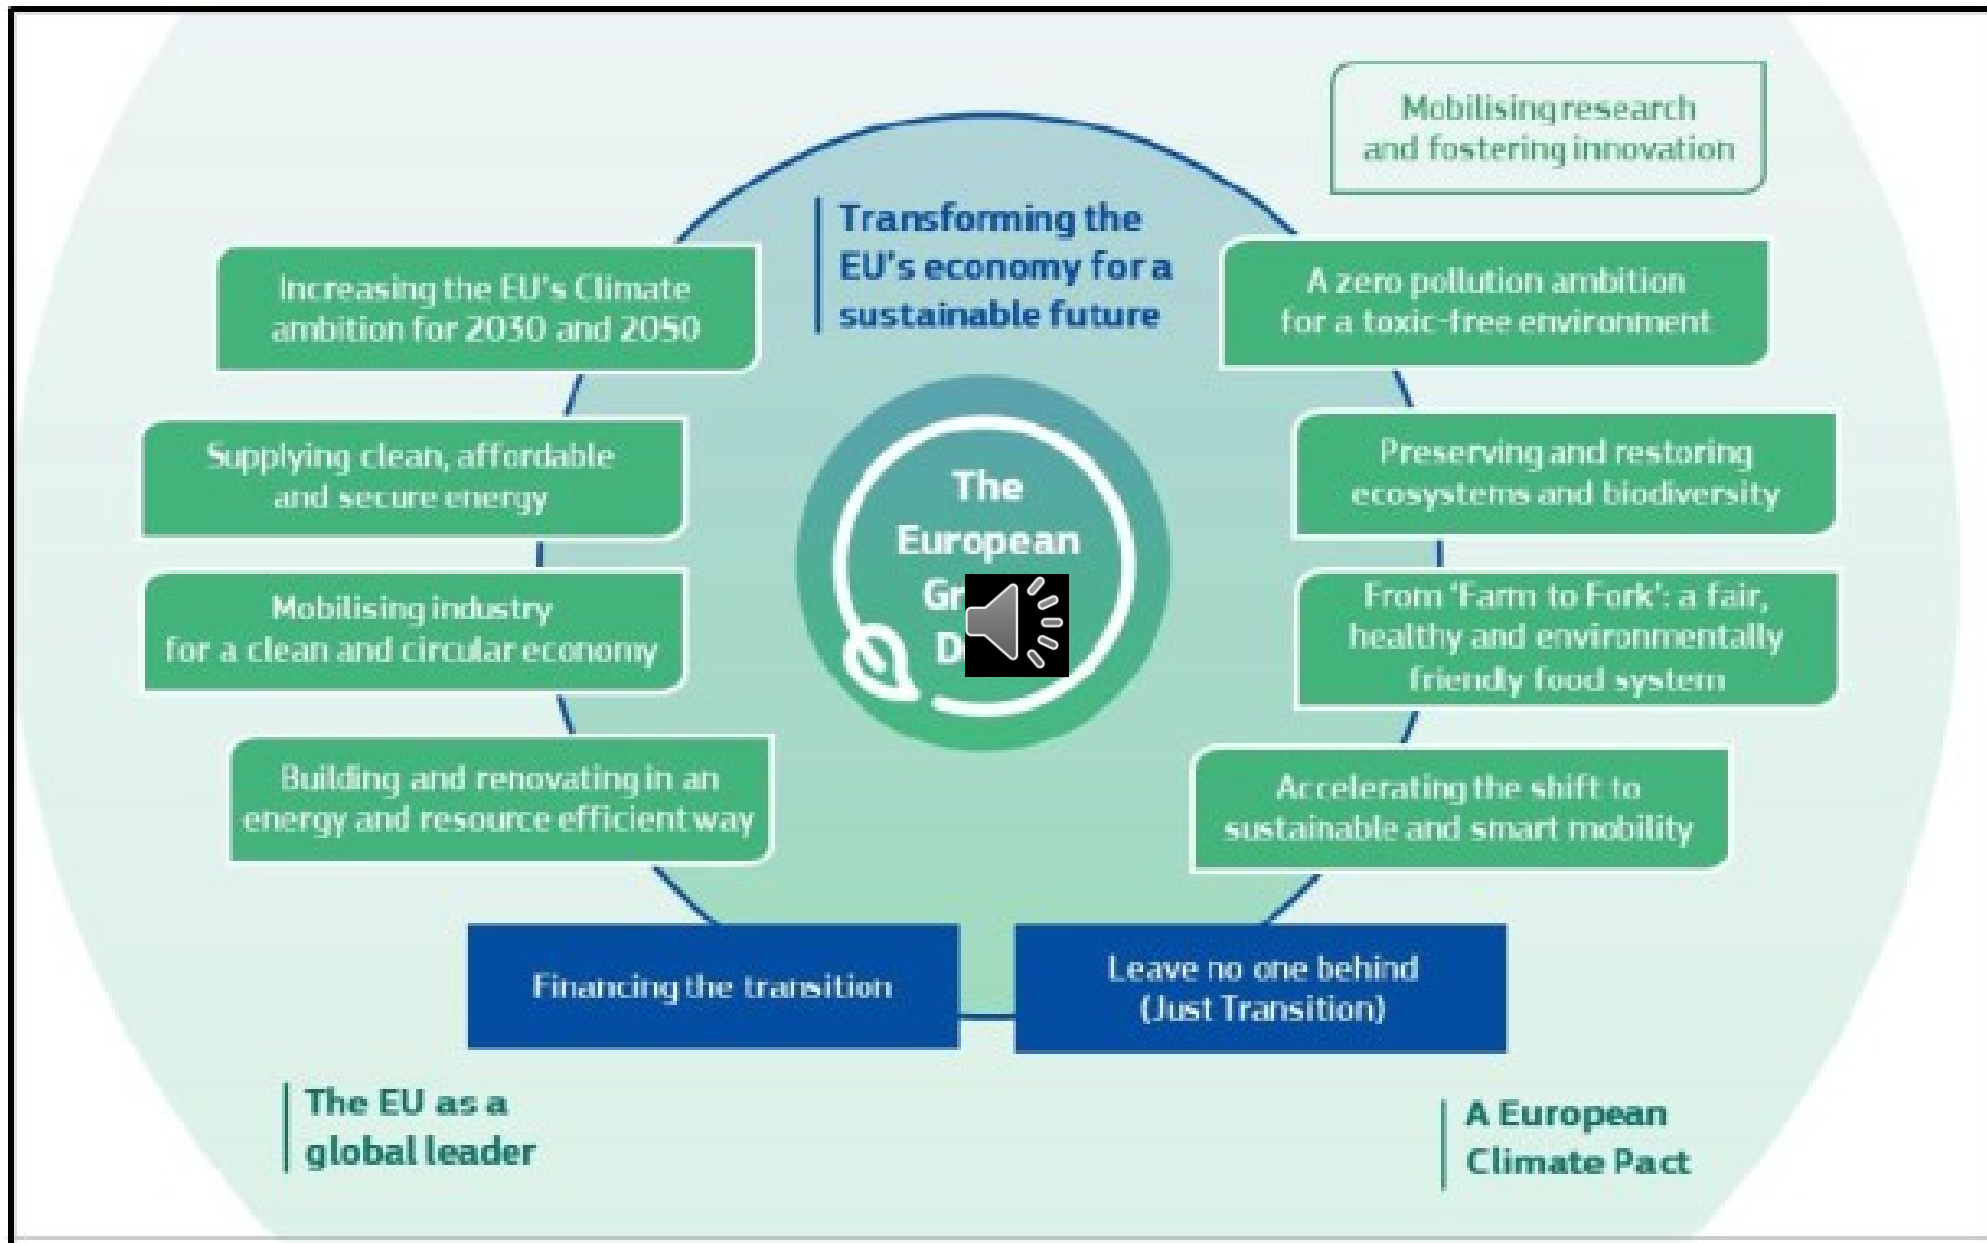 Mobilising research
and fostering innovation
Transforming the
EU's economy for a
sustainable future
Increasing the EU's Climate
ambition for 2030 and 2050
Supplying clean, affordable
and secure energy
Mobilising industry
for a clean and circular economy
Building and renovating in an
energy and resource efficient way
The
European
A zero pollution ambition
for a toxic-free environment
Preserving and restoring
ecosystems and biodiversity
From 'Farm to Fork': a fair,
healthy and environmentally
friendly food system
Accelerating the shift to
sustainable and smart mobility
Financing the transition
Leave no one behind
(Just Transition)
The EU as a
global leader
A European
Climate Pact